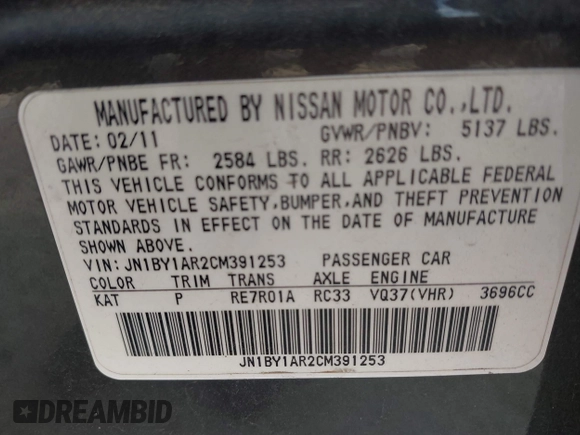 MANUFACTURED BY NISSAN MOTOR CO.,LTD.
DATE: 02/11 GVWR/PNBV: 5137 LBS.
GAWR/PNBE FR: 2584 LBS. RR: 2626 LBS.
THIS VEHICLE CONFORMS TO ALL APPLICABLE FEDERAL
MOTOR VEHICLE SAFETY,BUMPER,AND THEFT PREVENTION
STANDARDS IN EFFECT ON THE DATE OF MANUFACTURE
SHOWN ABOVE.
VIN: JN1BY1AR2CM391253 PASSENGER CAR
COLOR TRIM TRANS AXLE ENGINE
KAT P RE7R01A RC33 VQ37(VHR) 3696CC
JN1BY1AR2CM391253
DREAMBID